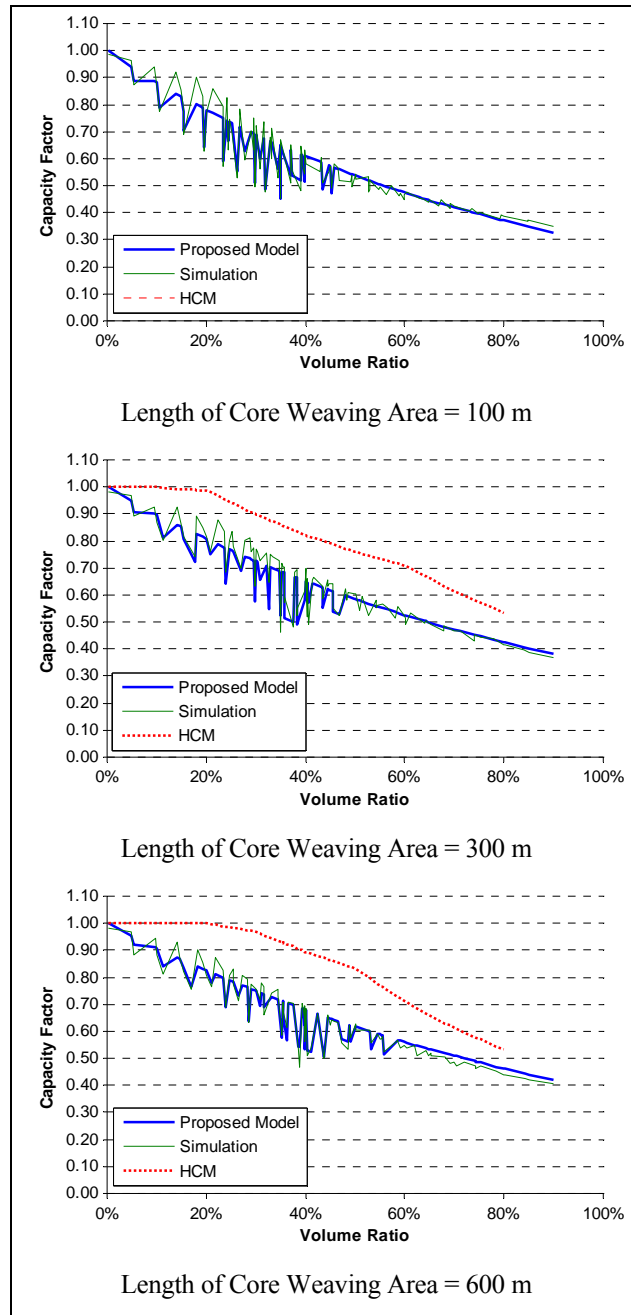 1.10
1.00
0.90
0.80
0.70
0.60
0.50
0.40
0.30
0.20
0.10
0.00
Capacity Factor
Proposed Model
Simulation
HCM
0% 20% 40% 60% 80% 100%
Volume Ratio
Length of Core Weaving Area = 100 m
1.10
1.00
0.90
0.80
0.70
0.60
0.50
0.40
0.30
0.20
0.10
0.00
Capacity Factor
Proposed Model
Simulation
HCM
0% 20% 40% 60% 80% 100%
Volume Ratio
Length of Core Weaving Area = 300 m
1.10
1.00
0.90
0.80
0.70
0.60
0.50
0.40
0.30
0.20
0.10
0.00
Capacity Factor
Proposed Model
Simulation
HCM
0% 20% 40% 60% 80% 100%
Volume Ratio
Length of Core Weaving Area = 600 m